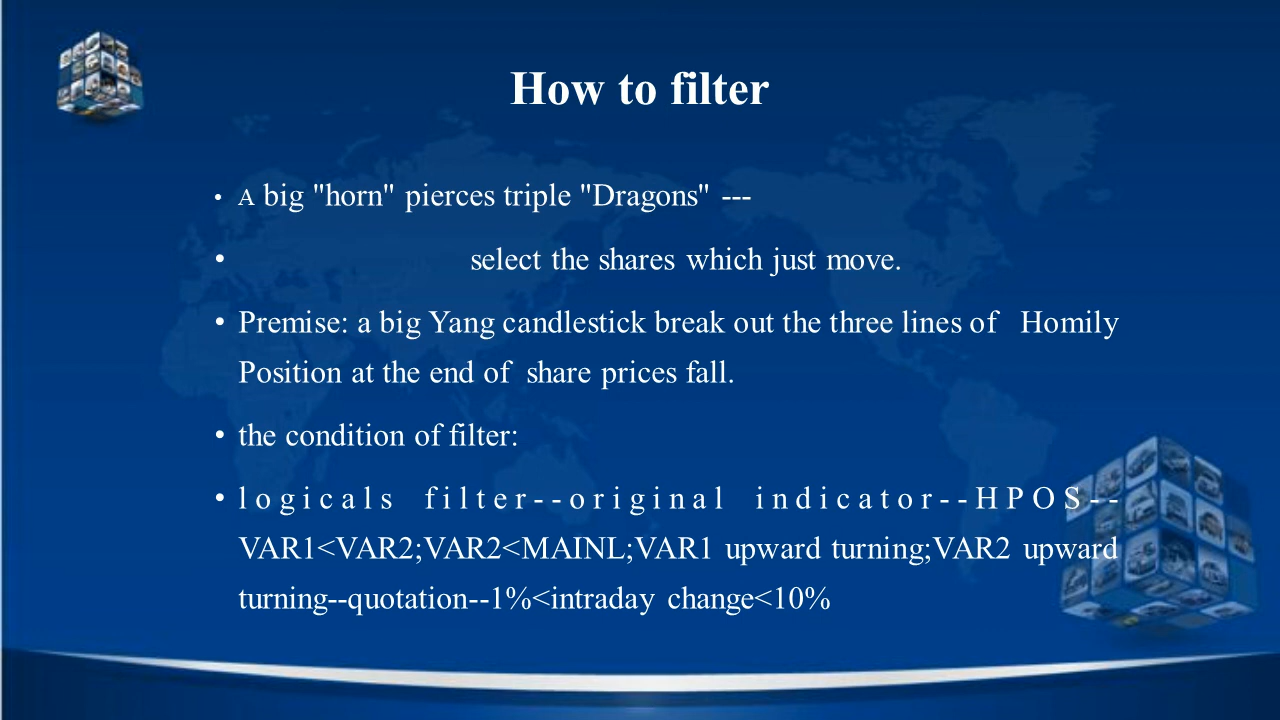 How to filter
• A big "horn" pierces triple "Dragons" ---
• select the shares which just move.
• Premise: a big Yang candlestick break out the three lines of Homily
Position at the end of share prices fall.
• the condition of filter:
• logicals filter--original indicator--HPOS--
VAR1<VAR2;VAR2<MAINL;VAR1 upward turning;VAR2 upward
turning--quotation--1%<intraday change<10%